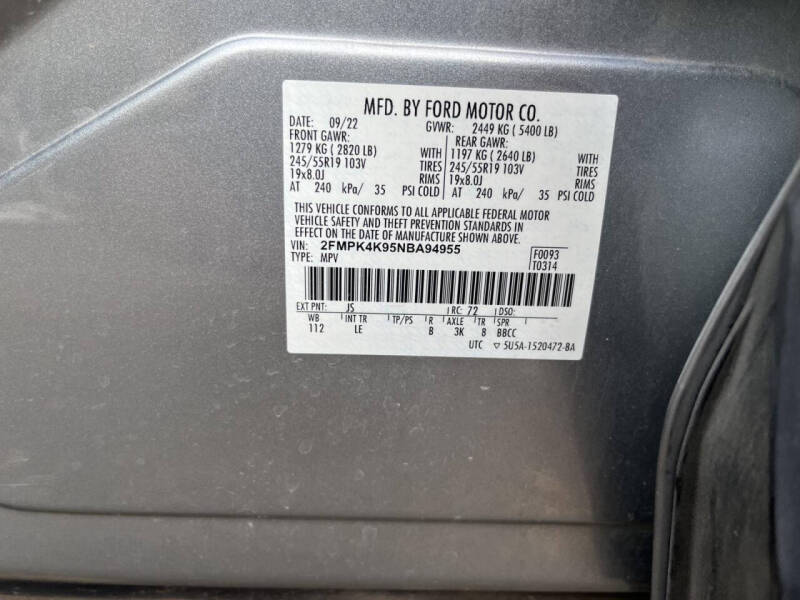 MFD. BY FORD MOTOR CO.
DATE: 09/22 GVWR: 2449 KG ( 5400 LB)
FRONT GAWR: REAR GAWR:
1279 KG ( 2820 LB) WITH 1197 KG ( 2640 LB) WITH
245/55R19 103V TIRES 245/55R19 103V TIRES
19x8.0J RIMS 19x8.0J RIMS
AT 240 kPa/ 35 PSI COLD AT 240 kPa/ 35 PSI COLD
THIS VEHICLE CONFORMS TO ALL APPLICABLE FEDERAL MOTOR
VEHICLE SAFETY AND THEFT PREVENTION STANDARDS IN
EFFECT ON THE DATE OF MANUFACTURE SHOWN ABOVE.
VIN: 2FMPK4K95NBA94955 F0093
TYPE: MPV T0314
EXT PNT: JS RC: 72 DSO:
WB INT TR TP/PS R AXLE TR SPR
112 LE B 3K 8 BBCC
UTC ▽ 5U5A-1520472-BA